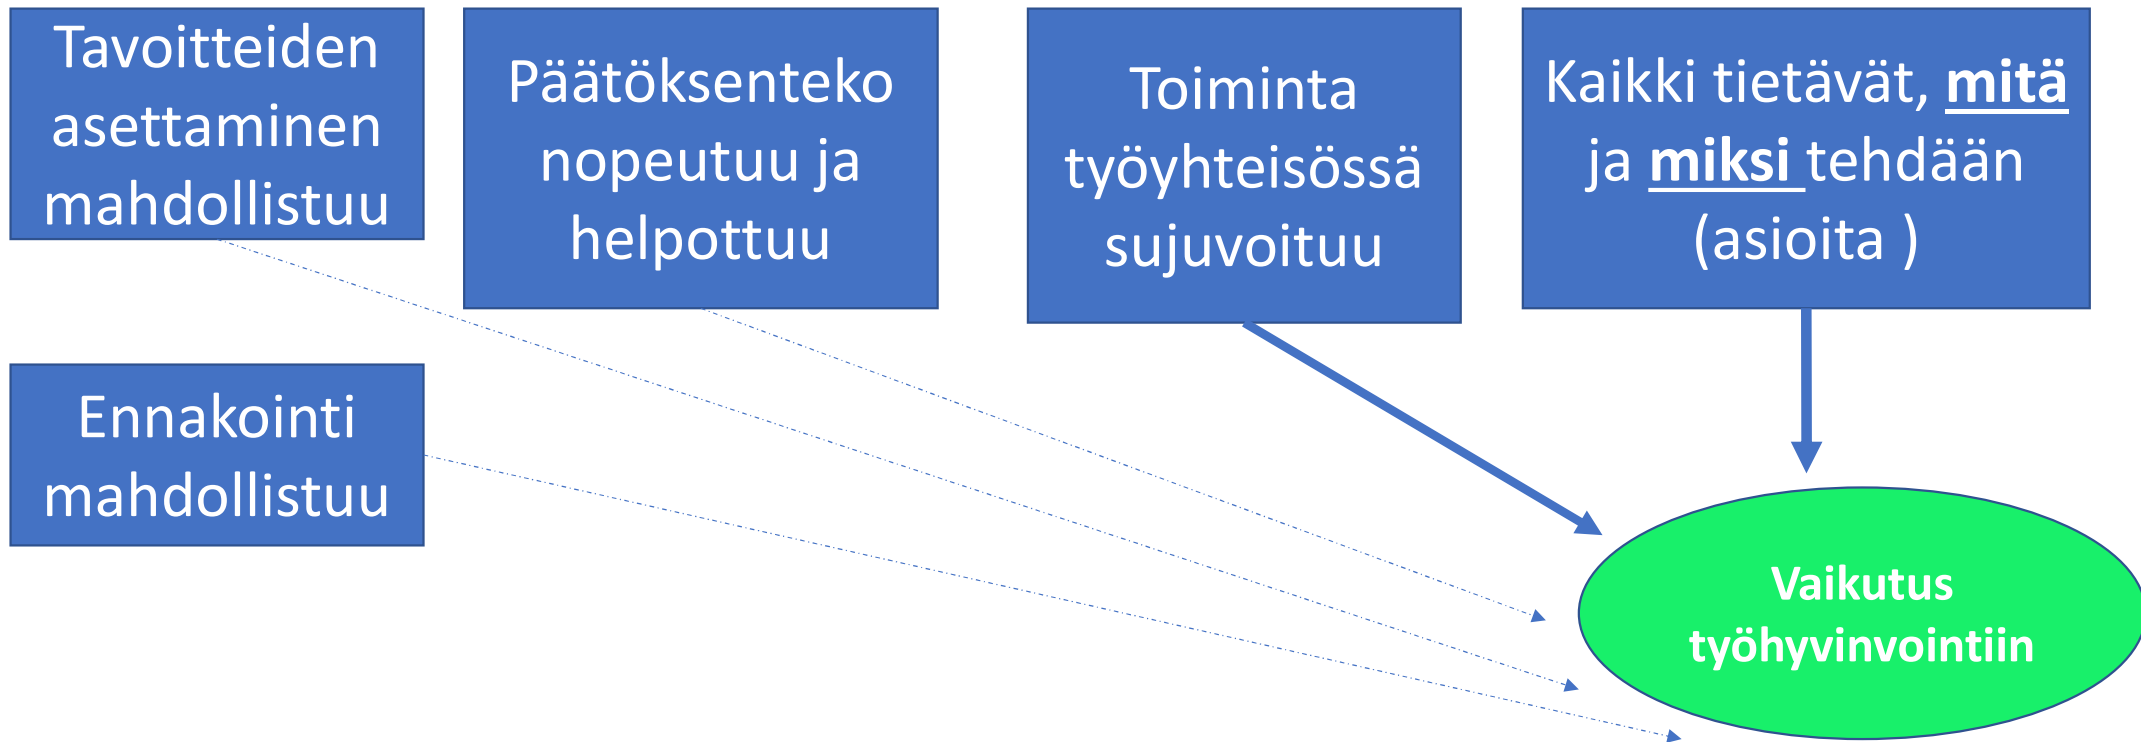 Tavoitteiden
asettaminen
mahdollistuu
Päätöksenteko
nopeutuu ja
helpottuu
Toiminta
työyhteisössä
sujuvoituu
Kaikki tietävät, mitä
ja miksi tehdään
(asioita )
Ennakointi
mahdollistuu
Vaikutus
työhyvinvointiin